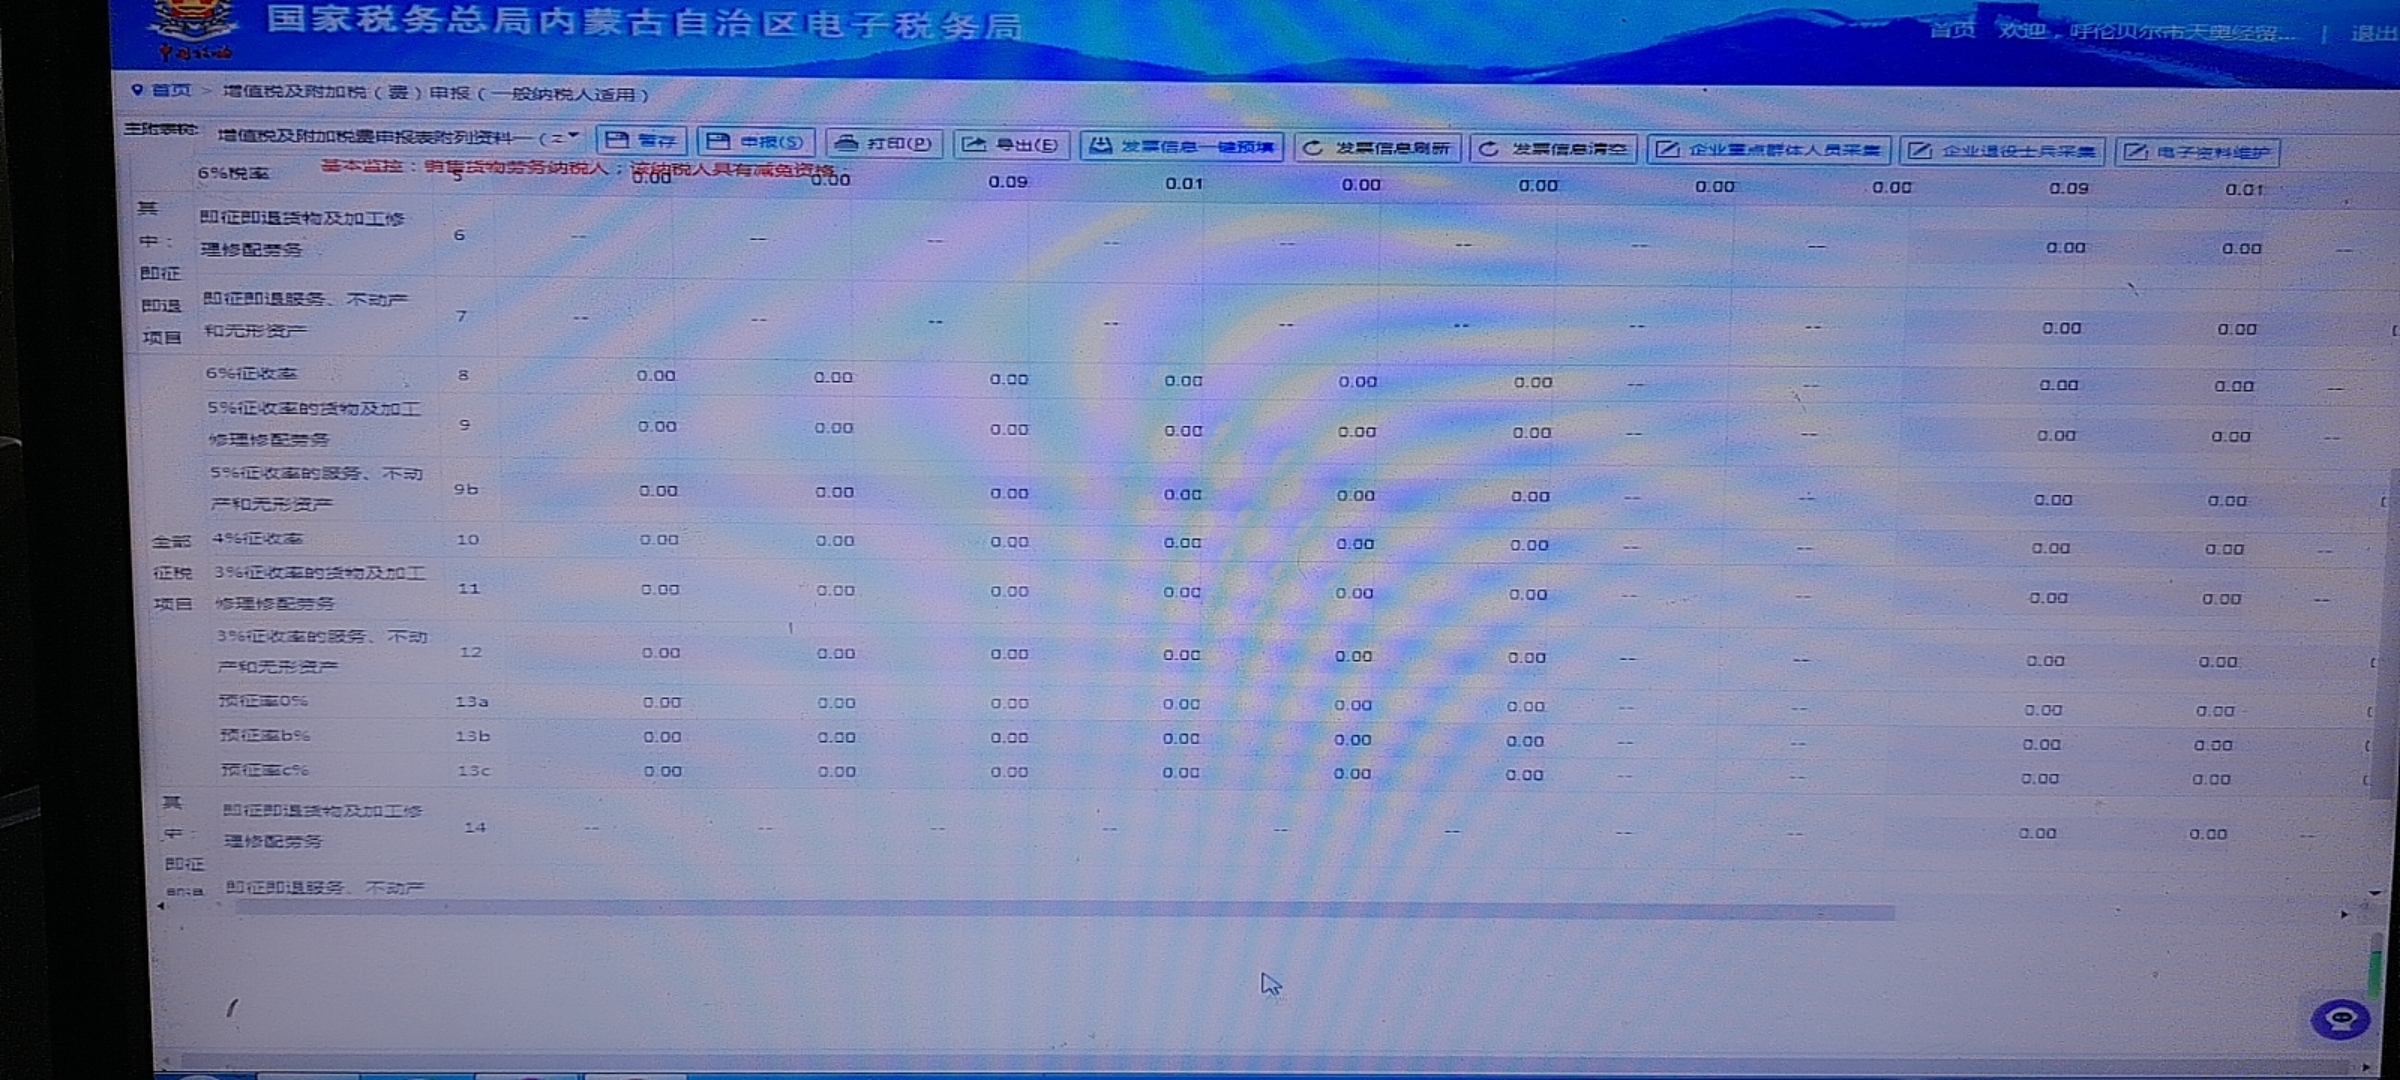 国家税务总局内蒙古自治区电子税务局
首页 欢迎，呼伦贝尔市天奥经贸... | 退出
首页 > 增值税及附加税（费）申报（一般纳税人适用）
主附表树: 增值税及附加税费申报表附列资料一（ 暂存 申报(S) 打印(P) 导出(E) 发票信息一键预填 发票信息刷新 发票信息清空 企业重点群体人员采集 企业退役士兵采集 电子资料维护
基本监控：销售货物劳务纳税人；该纳税人具有减免资格；
6%税率 5 0.00 0.00 0.09 0.01 0.00 0.00 0.00 0.00 0.09 0.01
其
中：
即征
即退
项目
即征即退货物及加工修
理修配劳务 6 -- -- -- -- -- -- -- -- 0.00 0.00 --
即征即退服务、不动产
和无形资产 7 -- -- -- -- -- -- -- -- 0.00 0.00
全部
征税
项目
6%征收率 8 0.00 0.00 0.00 0.00 0.00 0.00 -- -- 0.00 0.00 --
5%征收率的货物及加工
修理修配劳务 9 0.00 0.00 0.00 0.00 0.00 0.00 -- -- 0.00 0.00 --
5%征收率的服务、不动
产和无形资产 9b 0.00 0.00 0.00 0.00 0.00 0.00 -- -- 0.00 0.00
4%征收率 10 0.00 0.00 0.00 0.00 0.00 0.00 -- -- 0.00 0.00 --
3%征收率的货物及加工
修理修配劳务 11 0.00 0.00 0.00 0.00 0.00 0.00 -- -- 0.00 0.00 --
3%征收率的服务、不动
产和无形资产 12 0.00 0.00 0.00 0.00 0.00 0.00 -- -- 0.00 0.00
预征率0% 13a 0.00 0.00 0.00 0.00 0.00 0.00 -- -- 0.00 0.00
预征率b% 13b 0.00 0.00 0.00 0.00 0.00 0.00 -- -- 0.00 0.00
预征率c% 13c 0.00 0.00 0.00 0.00 0.00 0.00 -- -- 0.00 0.00
其
中：
即征
即征即退货物及加工修
理修配劳务 14 -- -- -- -- -- -- -- -- 0.00 0.00 --
即征即退服务、不动产